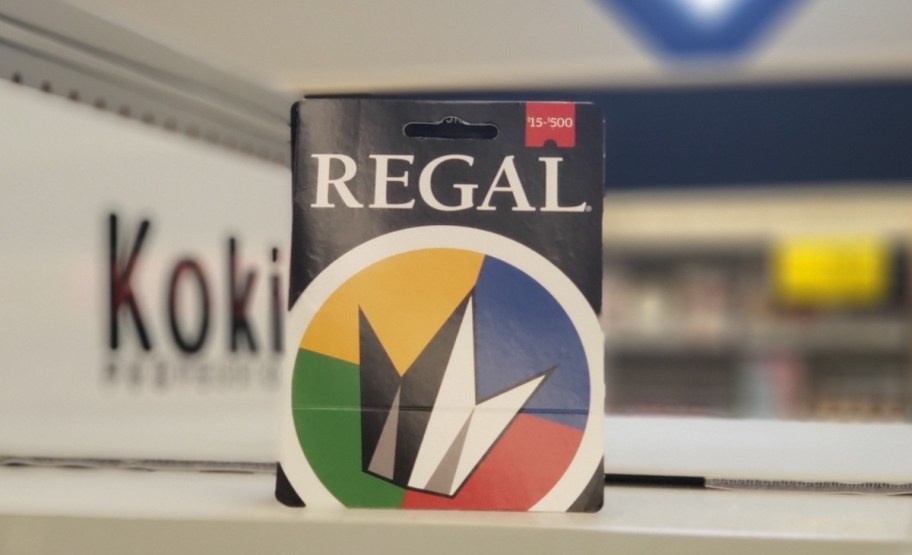 $15-$500
REGAL®
Koki